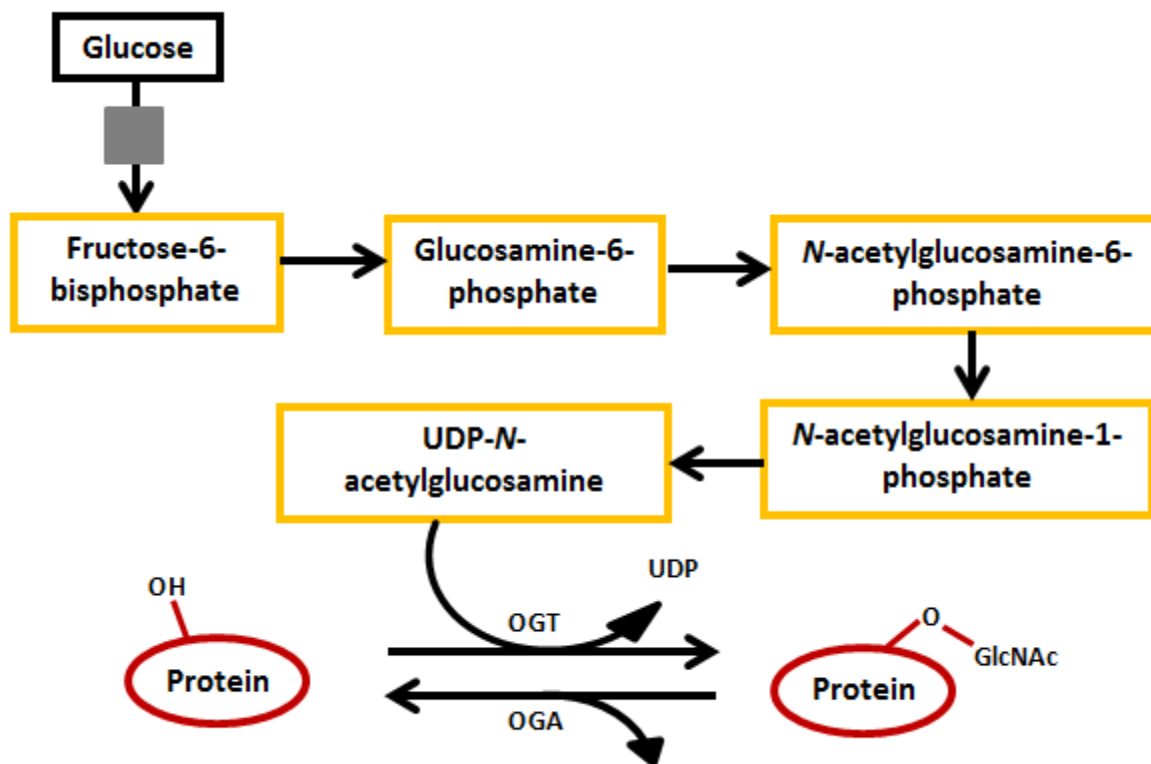 Glucose
Fructose-6-
bisphosphate
Glucosamine-6-
phosphate
N-acetylglucosamine-6-
phosphate
UDP-N-
acetylglucosamine
N-acetylglucosamine-1-
phosphate
UDP
OH
OGT
O
GlcNAc
Protein
Protein
OGA